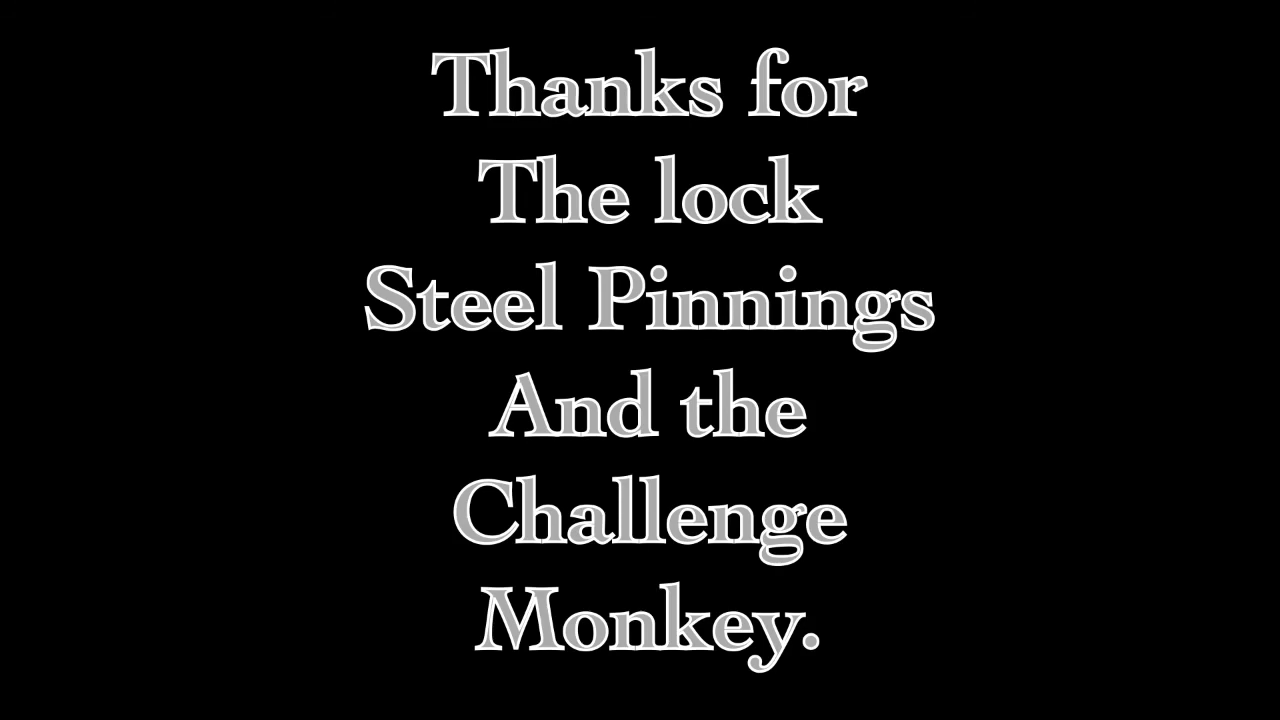 Thanks for
The lock
Steel Pinnings
And the
Challenge
Monkey.